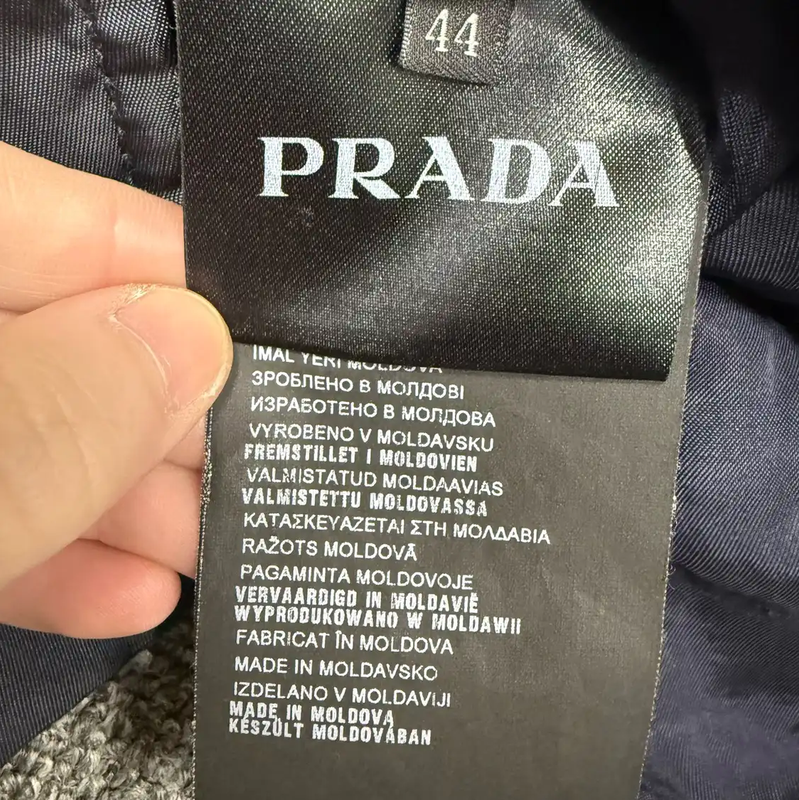 44
PRADA
IMAL YERI MOLDOVA
ЗРОБЛЕНО В МОЛДОВІ
ИЗРАБОТЕНО В МОЛДОВА
VYROBENO V MOLDAVSKU
FREMSTILLET I MOLDOVIEN
VALMISTATUD MOLDAAVIAS
VALMISTETTU MOLDOVASSA
ΚΑΤΑΣΚΕΥΑΖΕΤΑΙ ΣΤΗ ΜΟΛΔΑΒΙΑ
RAŽOTS MOLDOVĀ
PAGAMINTA MOLDOVOJE
VERVAARDIGD IN MOLDAVIË
WYPRODUKOWANO W MOLDAWII
FABRICAT ÎN MOLDOVA
MADE IN MOLDAVSKO
IZDELANO V MOLDAVIJI
MADE IN MOLDOVA
KÉSZÜLT MOLDOVÁBAN